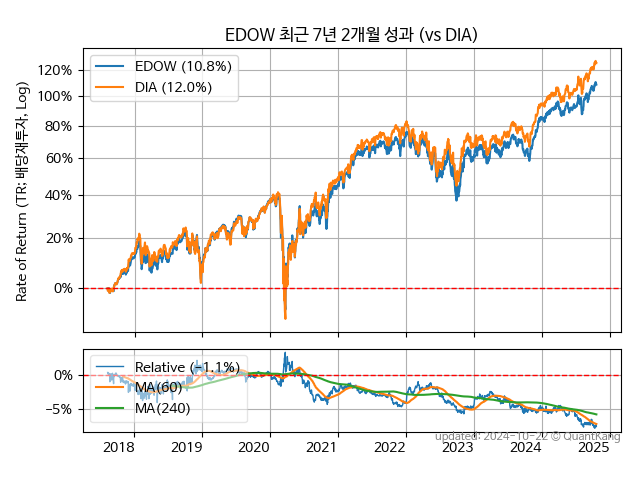 EDOW 최근 7년 2개월 성과 (vs DIA)
Rate of Return (TR: 배당재투자, Log)
120%
100%
80%
60%
40%
20%
0%
EDOW (10.8%)
DIA (12.0%)
0%
−5%
Relative (−1.1%)
MA(60)
MA(240)
updated: 2024-10-22 © QuantKang
2018
2019
2020
2021
2022
2023
2024
2025